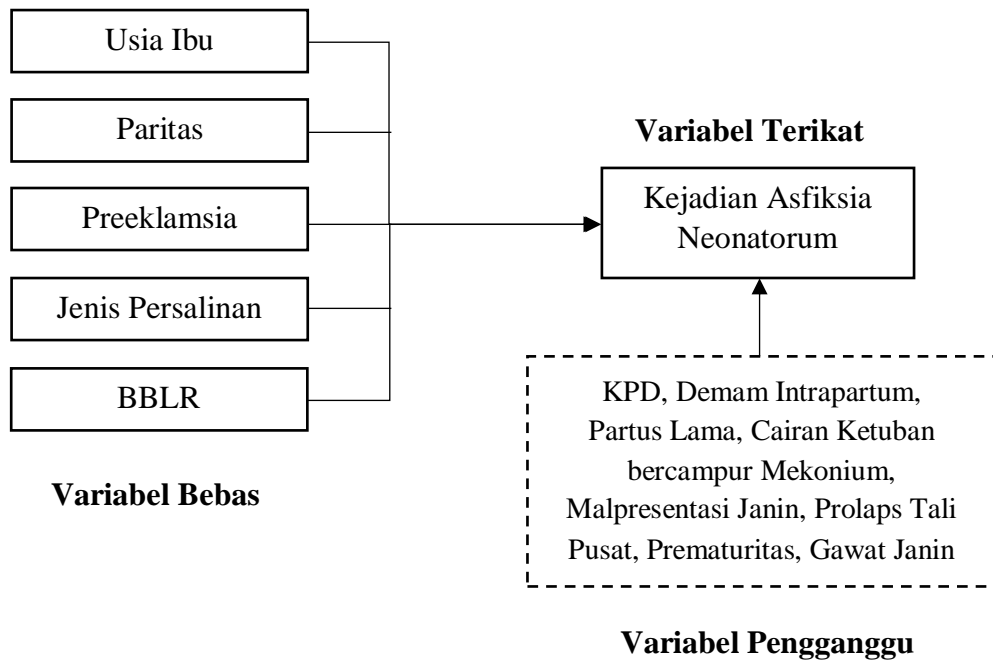 Usia Ibu
Paritas
Preeklamsia
Jenis Persalinan
BBLR
Variabel Bebas
Variabel Terikat
Kejadian Asfiksia
Neonatorum
KPD, Demam Intrapartum,
Partus Lama, Cairan Ketuban
bercampur Mekonium,
Malpresentasi Janin, Prolaps Tali
Pusat, Prematuritas, Gawat Janin
Variabel Pengganggu